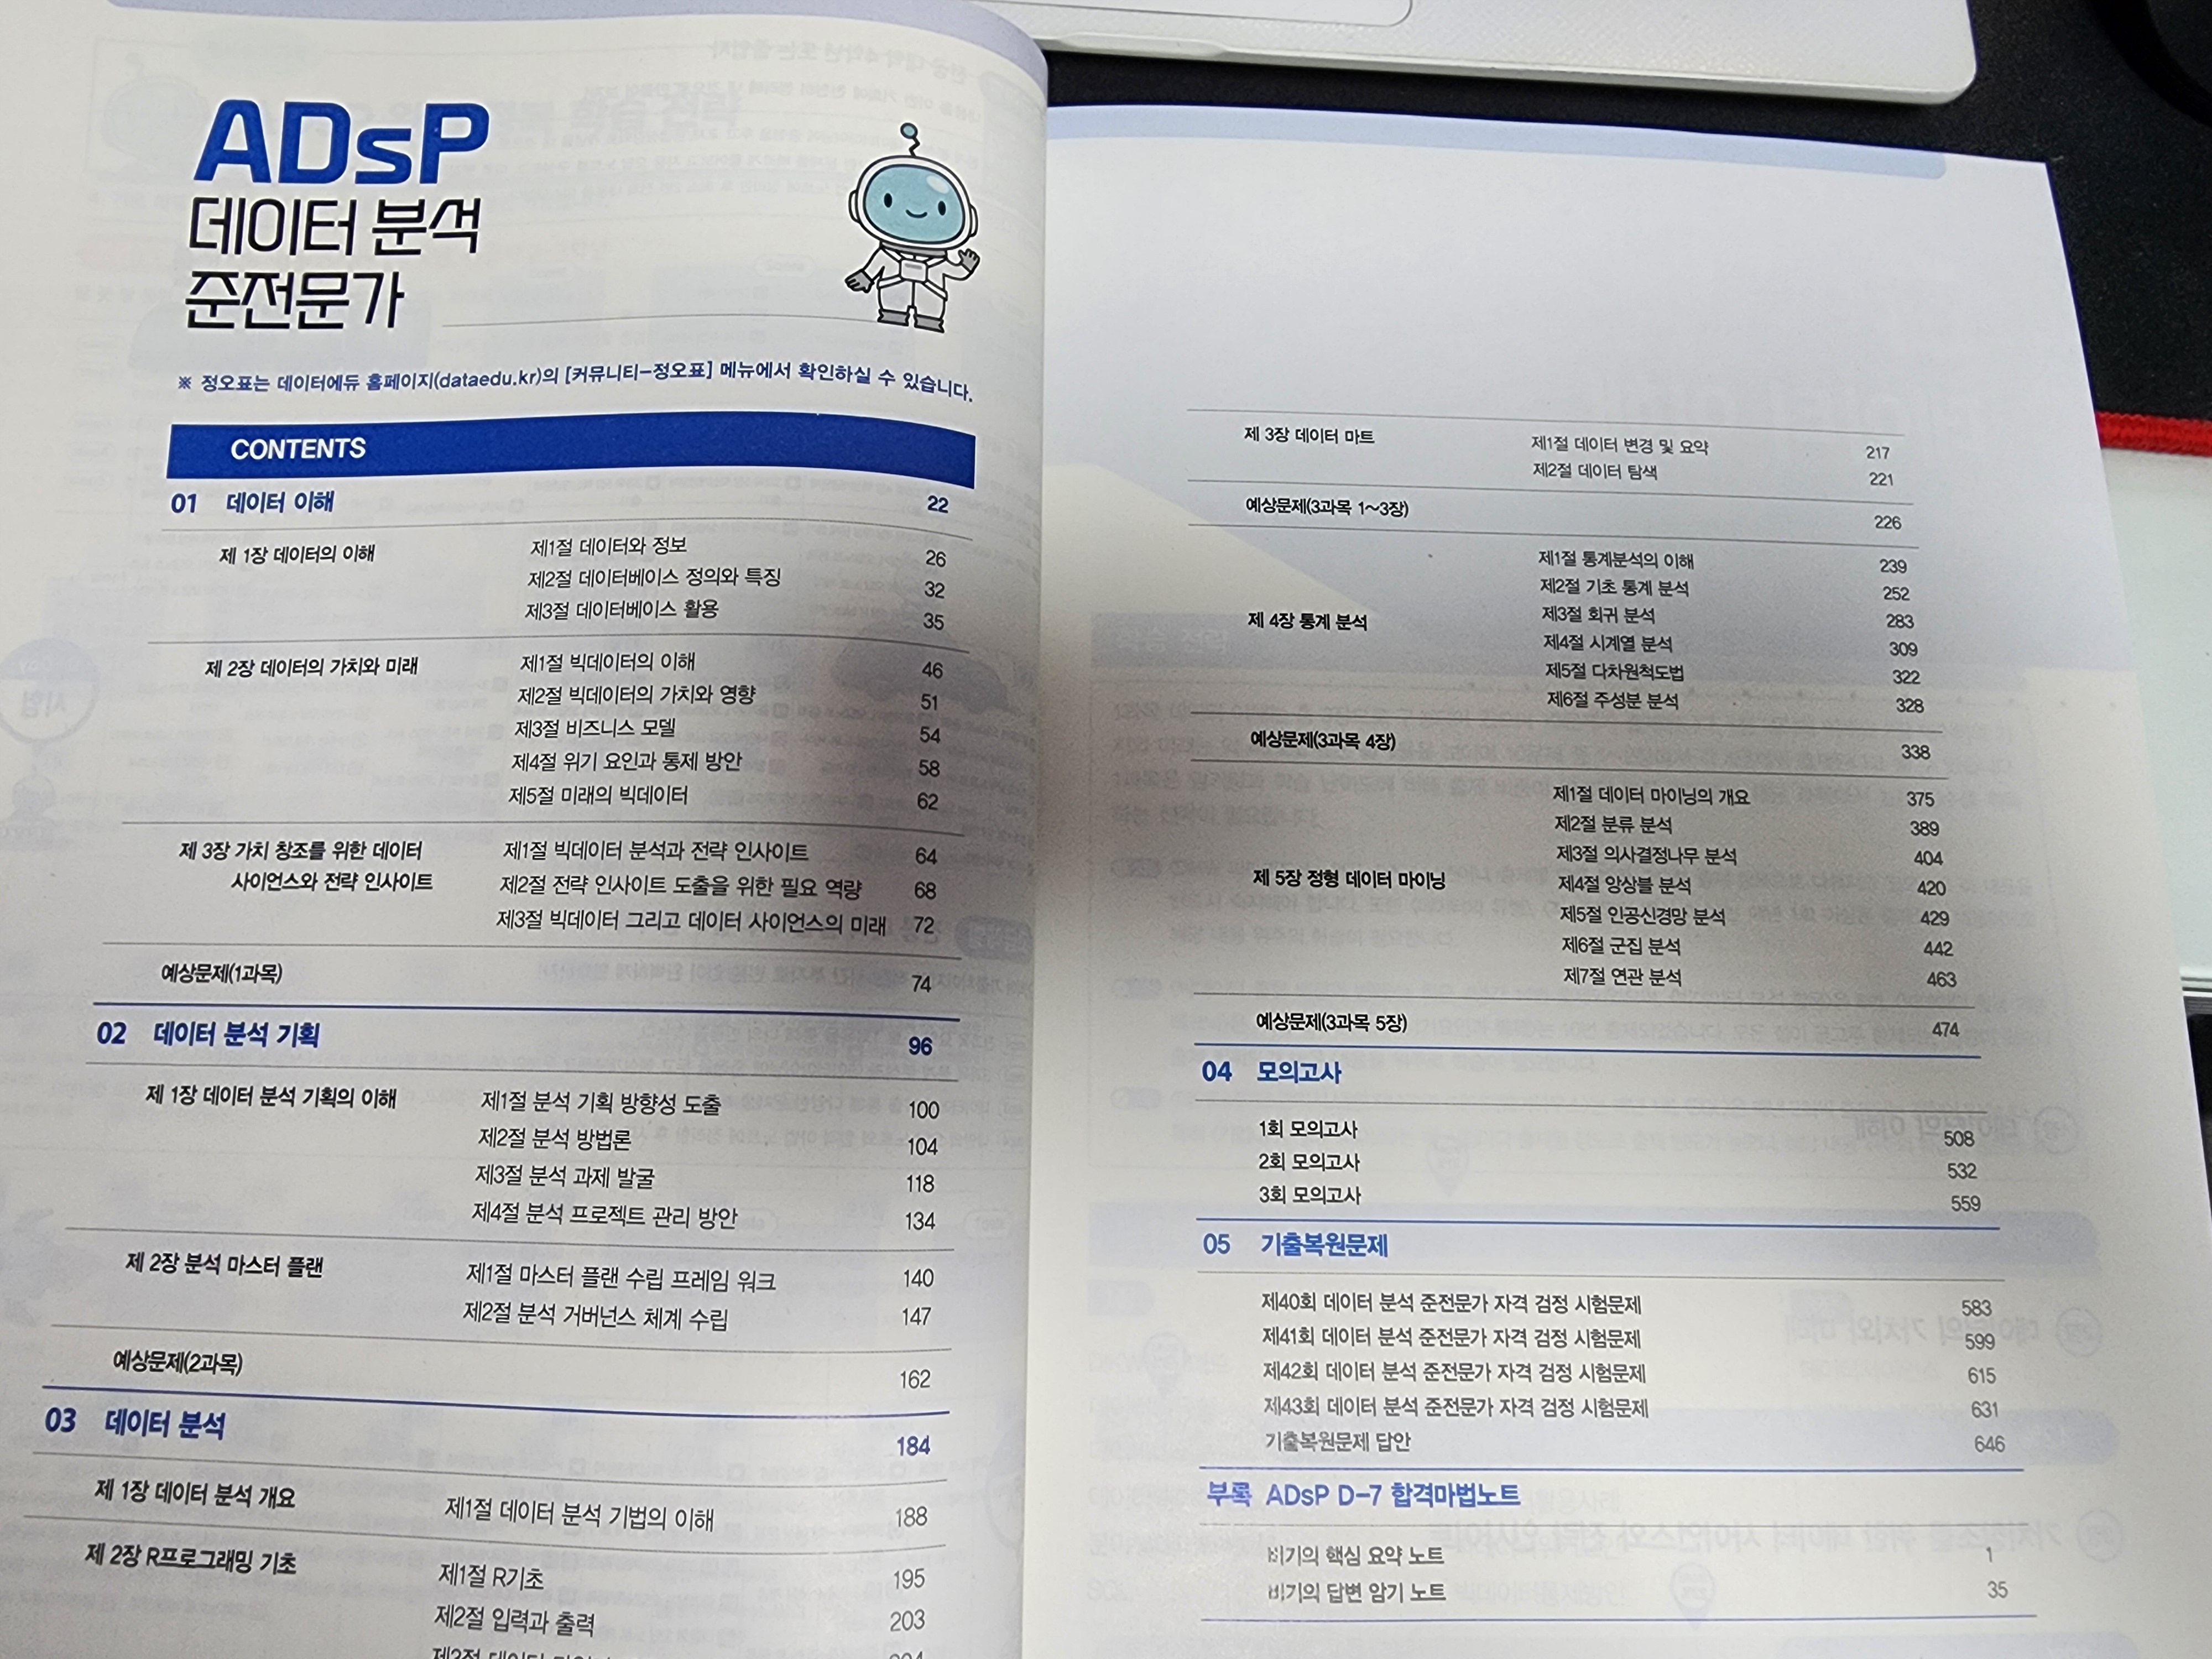 ADsP
데이터 분석
준전문가
※ 정오표는 데이터에듀 홈페이지(dataedu.kr)의 [커뮤니티-정오표] 메뉴에서 확인하실 수 있습니다.
CONTENTS
01 데이터 이해 22
제 1장 데이터의 이해 제1절 데이터와 정보 26
제2절 데이터베이스 정의와 특징 32
제3절 데이터베이스 활용 35
제 2장 데이터의 가치와 미래 제1절 빅데이터의 이해 46
제2절 빅데이터의 가치와 영향 51
제3절 비즈니스 모델 54
제4절 위기 요인과 통제 방안 58
제5절 미래의 빅데이터 62
제 3장 가치 창조를 위한 데이터 제1절 빅데이터 분석과 전략 인사이트 64
사이언스와 전략 인사이트 제2절 전략 인사이트 도출을 위한 필요 역량 68
제3절 빅데이터 그리고 데이터 사이언스의 미래 72
예상문제(1과목) 74
02 데이터 분석 기획 96
제 1장 데이터 분석 기획의 이해 제1절 분석 기획 방향성 도출 100
제2절 분석 방법론 104
제3절 분석 과제 발굴 118
제4절 분석 프로젝트 관리 방안 134
제 2장 분석 마스터 플랜 제1절 마스터 플랜 수립 프레임 워크 140
제2절 분석 거버넌스 체계 수립 147
예상문제(2과목) 162
03 데이터 분석 184
제 1장 데이터 분석 개요 제1절 데이터 분석 기법의 이해 188
제 2장 R프로그래밍 기초 제1절 R기초 195
제2절 입력과 출력 203
제3절 데이터
제 3장 데이터 마트 제1절 데이터 변경 및 요약 217
제2절 데이터 탐색 221
예상문제(3과목 1~3장) 226
제1절 통계분석의 이해 239
제2절 기초 통계 분석 252
제 4장 통계 분석 제3절 회귀 분석 283
제4절 시계열 분석 309
제5절 다차원척도법 322
제6절 주성분 분석 328
예상문제(3과목 4장) 338
제1절 데이터 마이닝의 개요 375
제2절 분류 분석 389
제3절 의사결정나무 분석 404
제 5장 정형 데이터 마이닝 제4절 앙상블 분석 420
제5절 인공신경망 분석 429
제6절 군집 분석 442
제7절 연관 분석 463
예상문제(3과목 5장) 474
04 모의고사
1회 모의고사 508
2회 모의고사 532
3회 모의고사 559
05 기출복원문제
제40회 데이터 분석 준전문가 자격 검정 시험문제 583
제41회 데이터 분석 준전문가 자격 검정 시험문제 599
제42회 데이터 분석 준전문가 자격 검정 시험문제 615
제43회 데이터 분석 준전문가 자격 검정 시험문제 631
기출복원문제 답안 646
부록 ADsP D-7 합격마법노트
비기의 핵심 요약 노트 1
비기의 답변 암기 노트 35